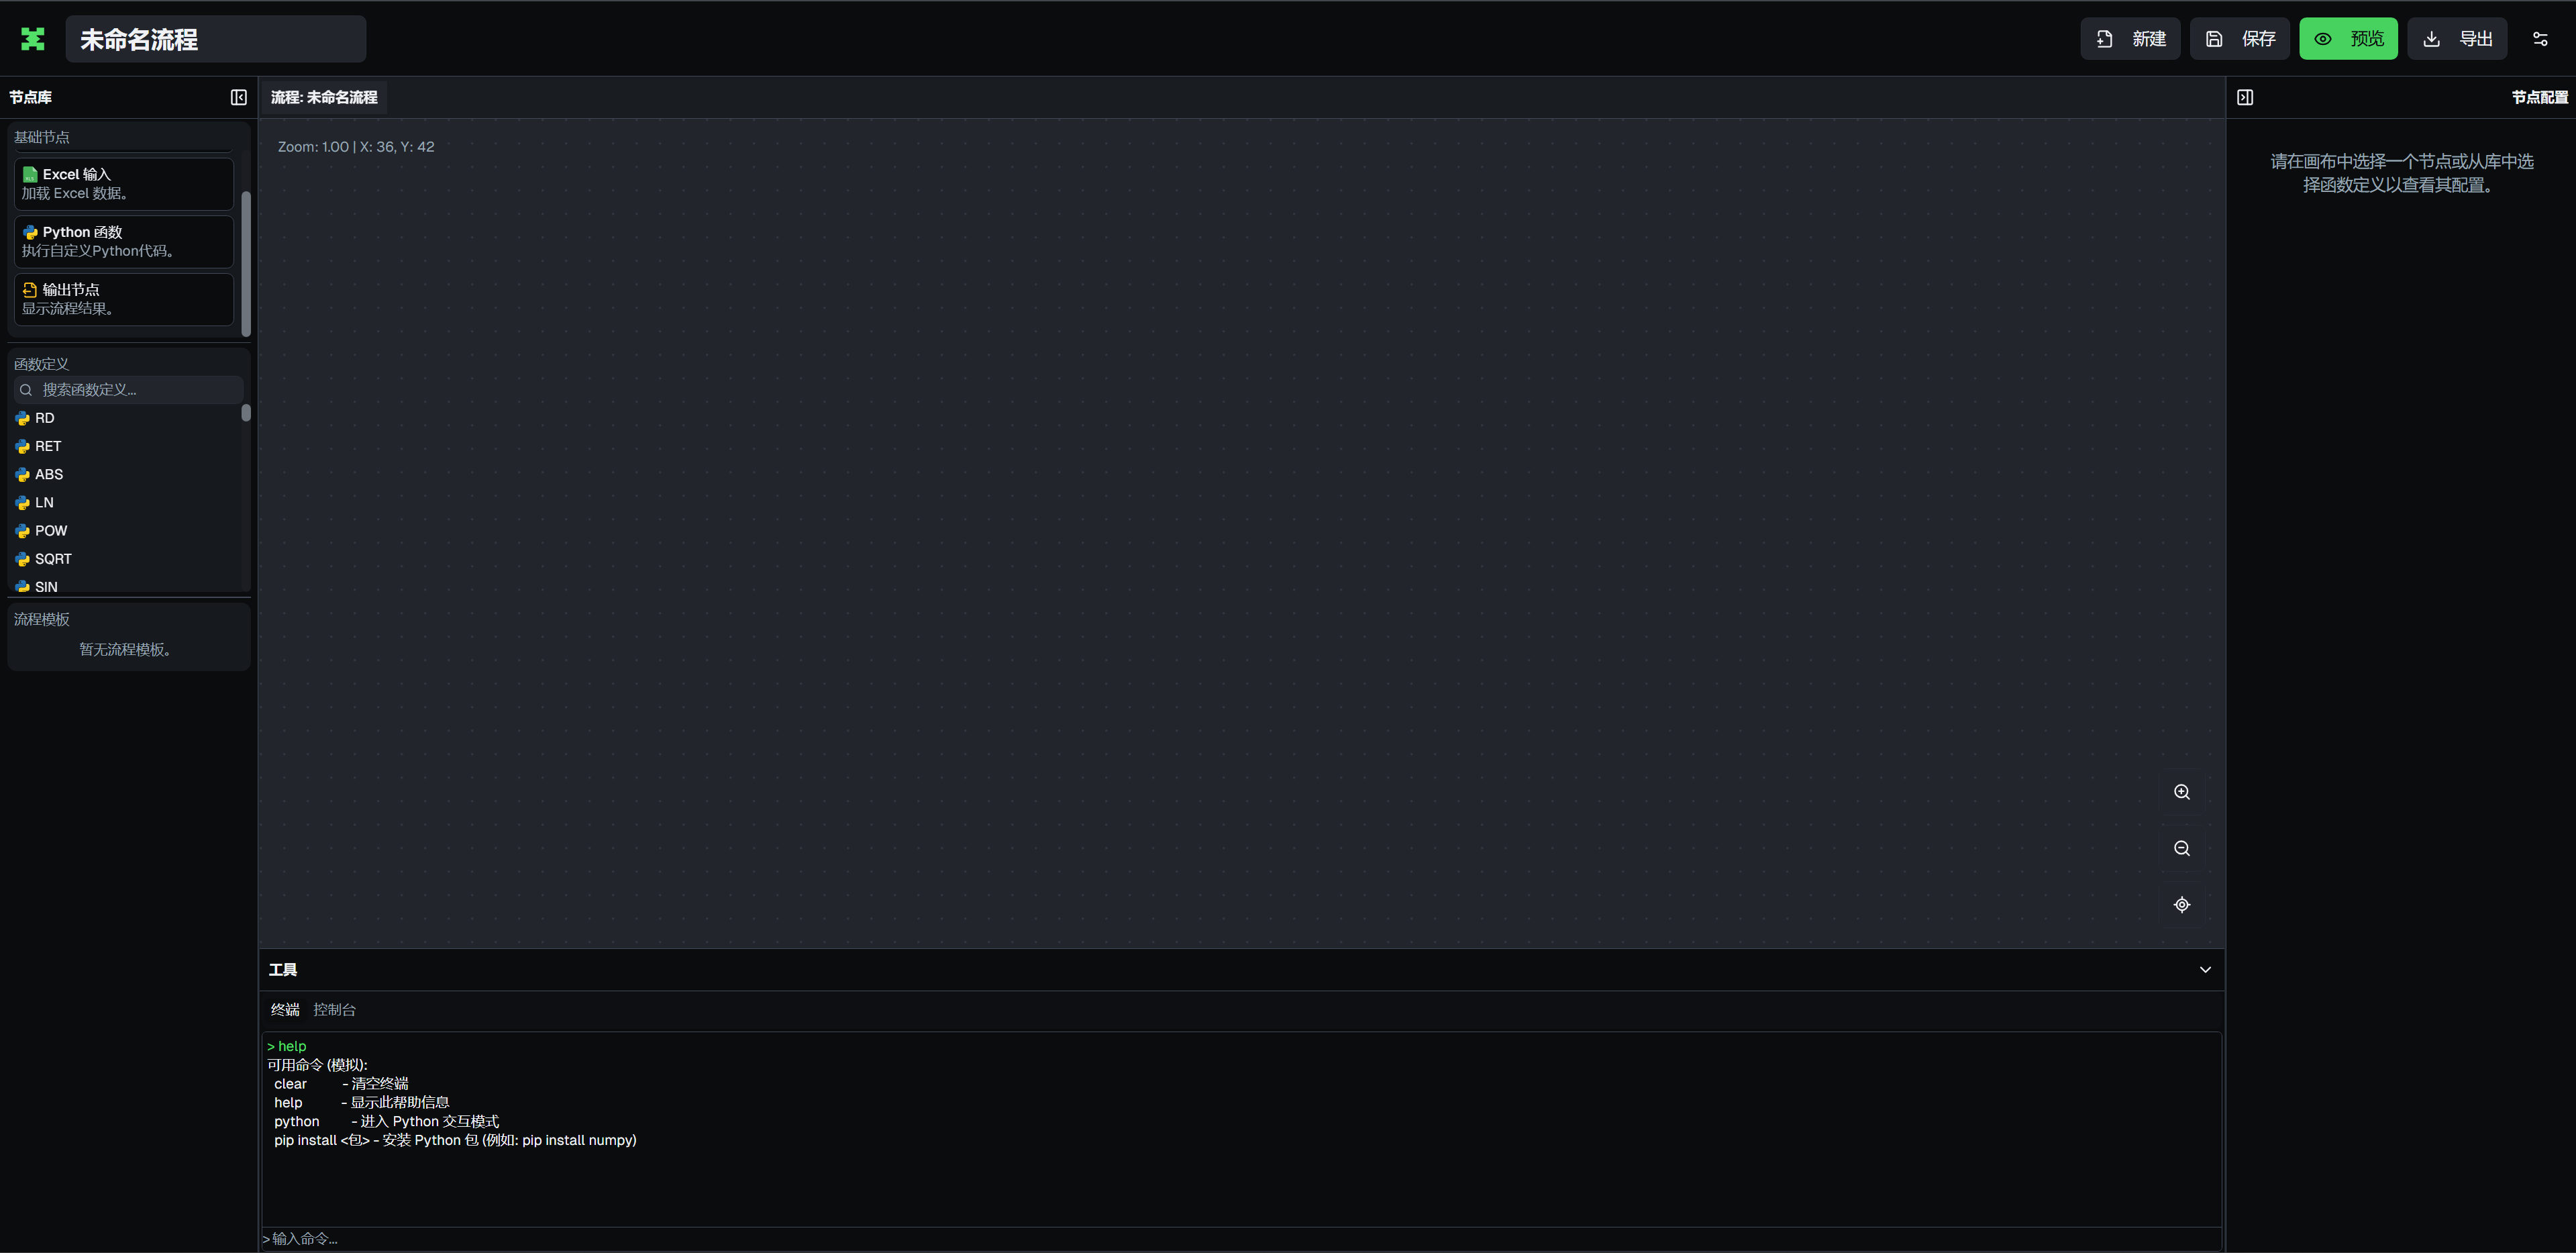 未命名流程
新建
保存
预览
导出
节点库
流程: 未命名流程
节点配置
基础节点
Excel 输入
加载 Excel 数据。
Python 函数
执行自定义Python代码。
输出节点
显示流程结果。
函数定义
搜索函数定义...
RD
RET
ABS
LN
POW
SQRT
SIN
流程模板
暂无流程模板。
Zoom: 1.00 | X: 36, Y: 42
请在画布中选择一个节点或从库中选
择函数定义以查看其配置。
工具
终端 控制台
> help
可用命令 (模拟):
clear - 清空终端
help - 显示此帮助信息
python - 进入 Python 交互模式
pip install <包> - 安装 Python 包 (例如: pip install numpy)
>输入命令...